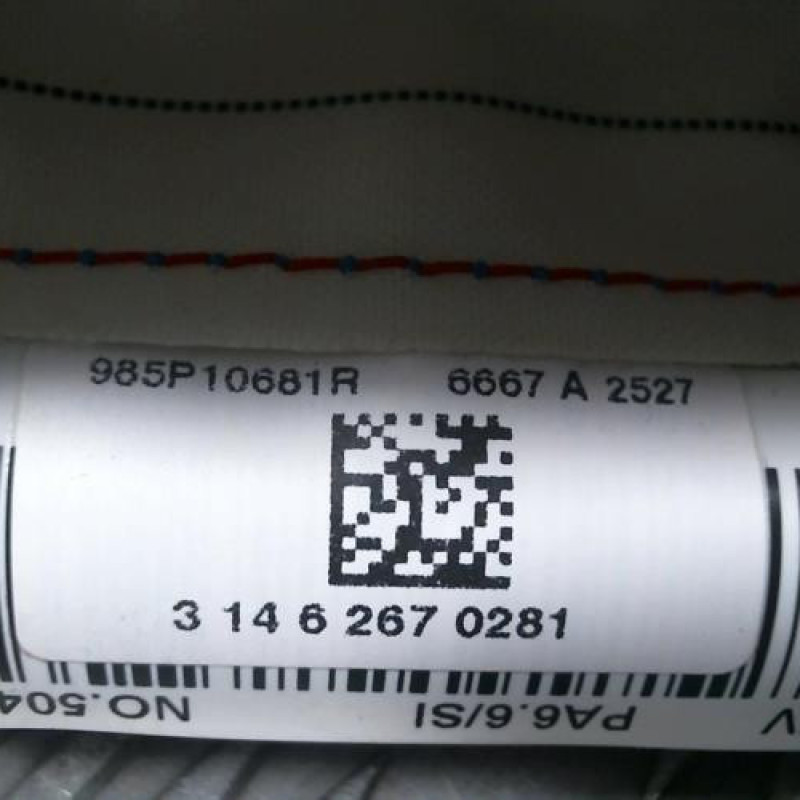 985P10681R 6667 A 2527
3 14 6 267 0281
NO.504
PA6.6/SI